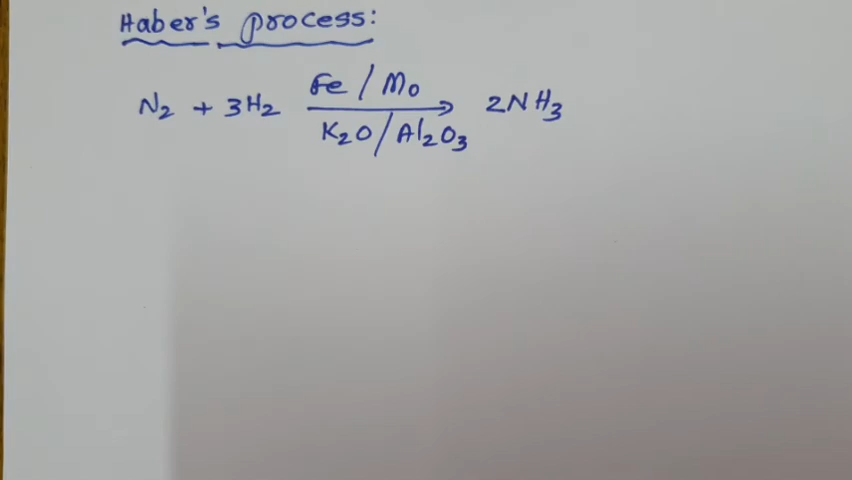 Haber's process:
Fe / Mo
N₂ + 3H₂ → 2NH₃
K₂O / Al₂O₃